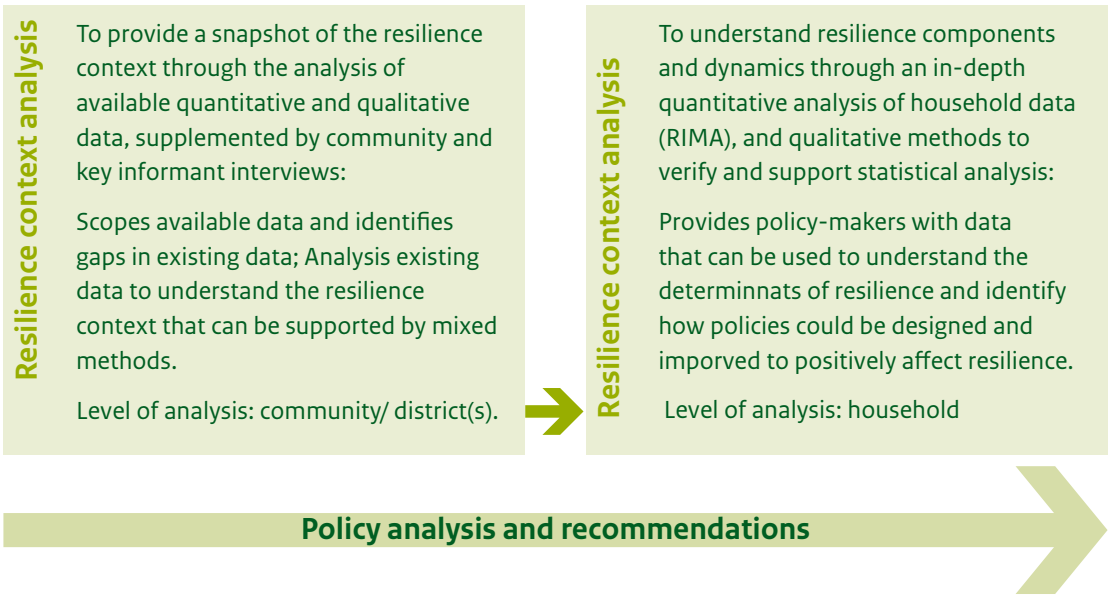 Resilience context analysis
To provide a snapshot of the resilience
context through the analysis of
available quantitative and qualitative
data, supplemented by community and
key informant interviews:
Scopes available data and identifies
gaps in existing data; Analysis existing
data to understand the resilience
context that can be supported by mixed
methods.
Level of analysis: community/ district(s).
Resilience context analysis
To understand resilience components
and dynamics through an in-depth
quantitative analysis of household data
(RIMA), and qualitative methods to
verify and support statistical analysis:
Provides policy-makers with data
that can be used to understand the
determinnats of resilience and identify
how policies could be designed and
imporved to positively affect resilience.
Level of analysis: household
Policy analysis and recommendations